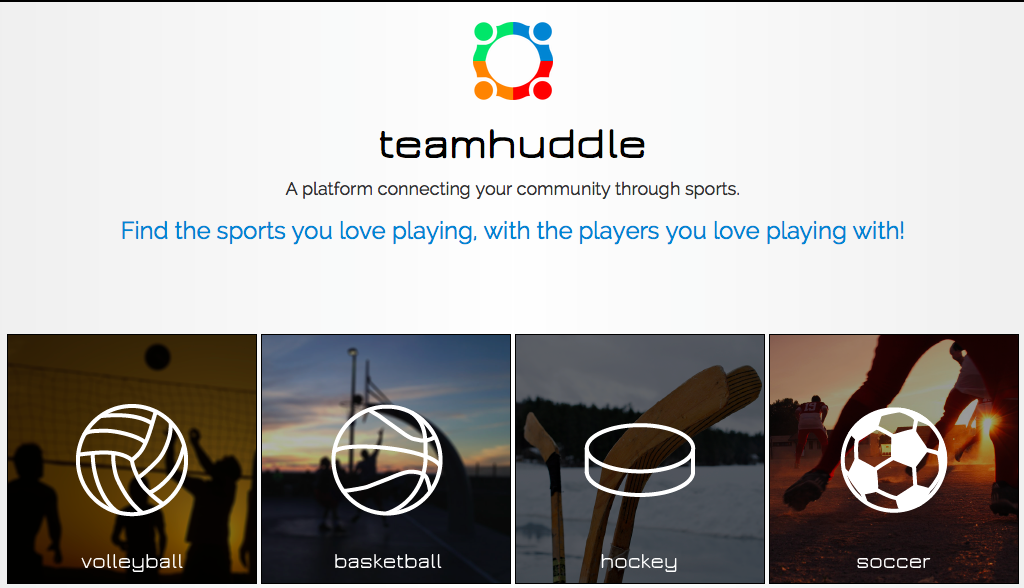 teamhuddle
A platform connecting your community through sports.
Find the sports you love playing, with the players you love playing with!
volleyball
basketball
hockey
soccer